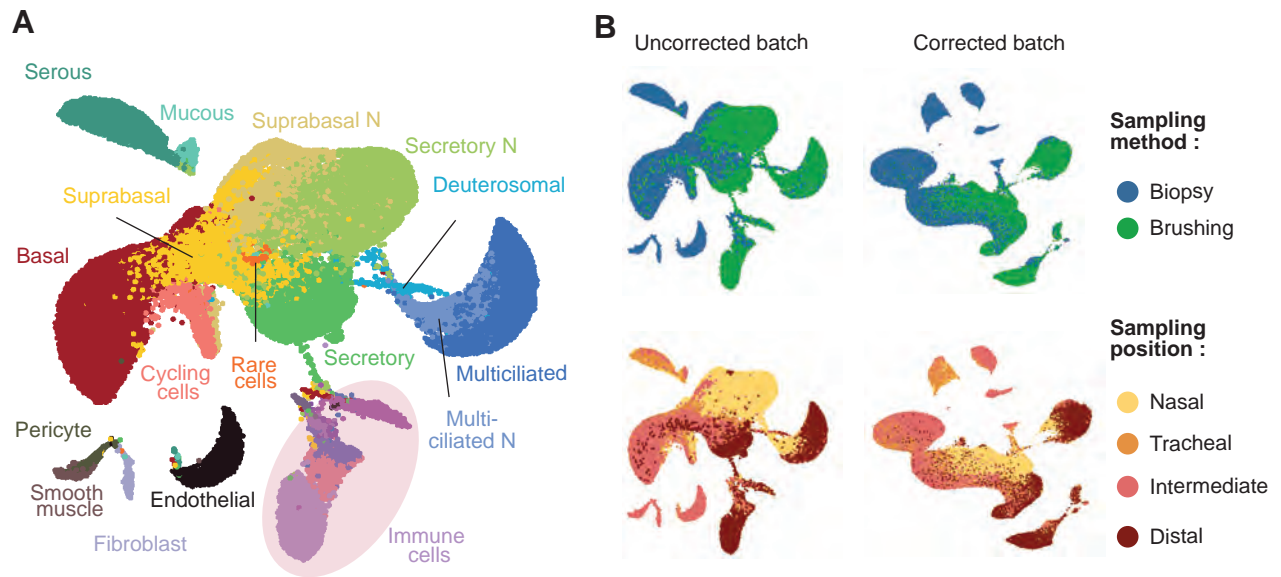 A
Serous
Mucous
Suprabasal N
Secretory N
Suprabasal
Deuterosomal
Basal
Cycling
cells
Rare
cells
Secretory
Multiciliated
Multi-
ciliated N
Pericyte
Smooth
muscle
Endothelial
Fibroblast
Immune
cells
B
Uncorrected batch
Corrected batch
Sampling
method :
Biopsy
Brushing
Sampling
position :
Nasal
Tracheal
Intermediate
Distal